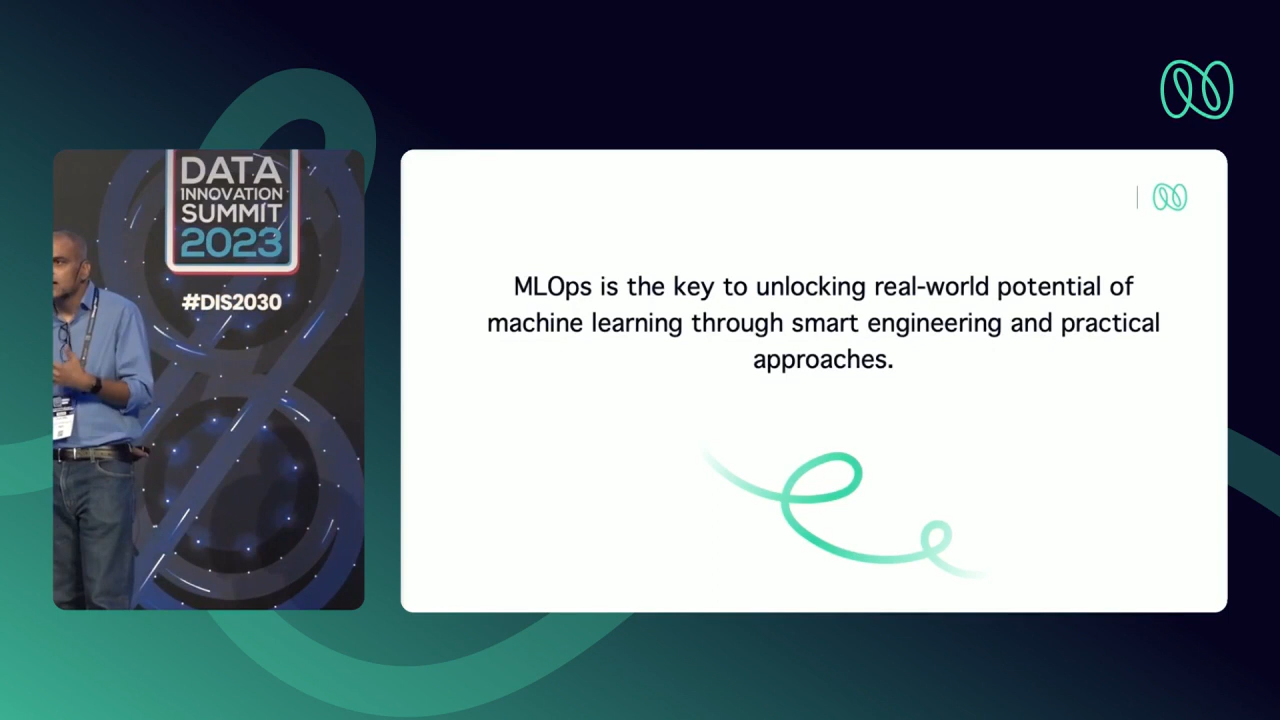 DATA
INNOVATION
SUMMIT
2023
#DIS2030
MLOps is the key to unlocking real-world potential of
machine learning through smart engineering and practical
approaches.